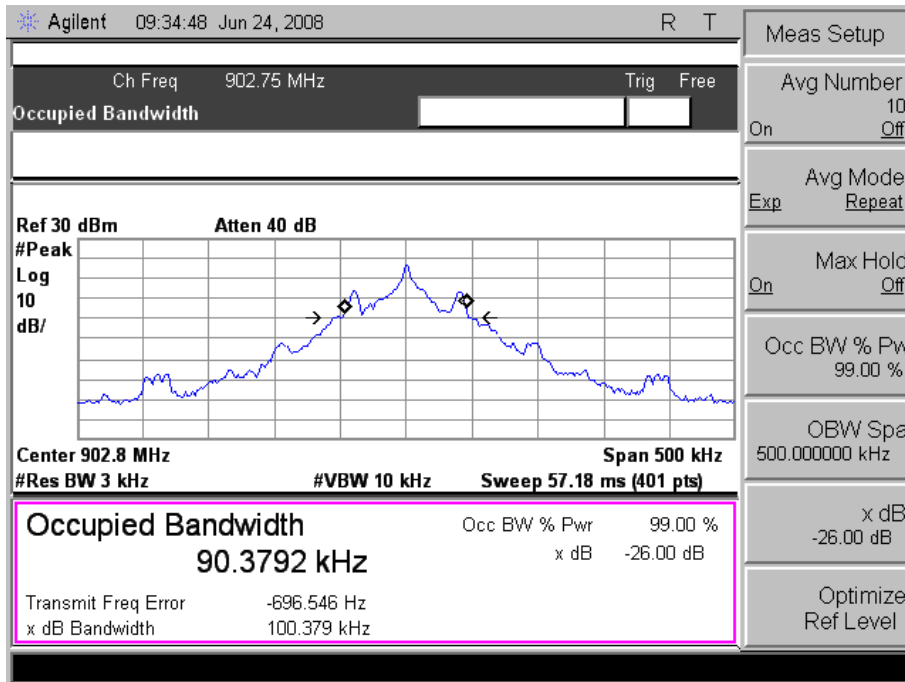 Agilent 09:34:48 Jun 24, 2008 R T
Ch Freq 902.75 MHz Trig Free
Occupied Bandwidth
Ref 30 dBm Atten 40 dB
#Peak
Log
10
dB/
Center 902.8 MHz Span 500 kHz
#Res BW 3 kHz #VBW 10 kHz Sweep 57.18 ms (401 pts)
Occupied Bandwidth Occ BW % Pwr 99.00 %
90.3792 kHz x dB -26.00 dB
Transmit Freq Error -696.546 Hz
x dB Bandwidth 100.379 kHz
Meas Setup
Avg Number
10
On Off
Avg Mode
Exp Repeat
Max Hold
On Off
Occ BW % Pw
99.00 %
OBW Spa
500.000000 kHz
x dB
-26.00 dB
Optimize
Ref Level